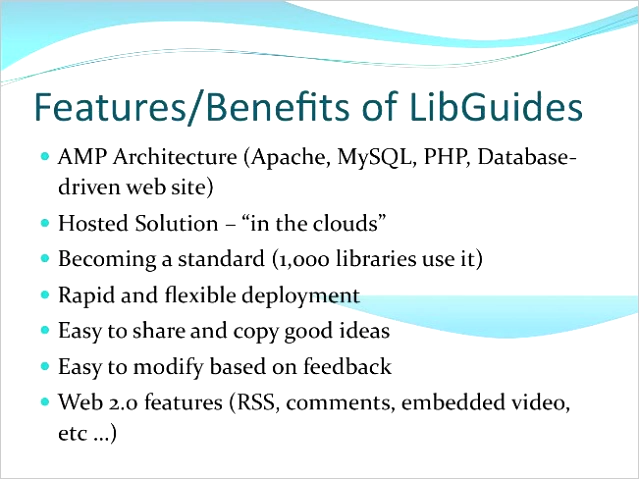 Features/Benefits of LibGuides
• AMP Architecture (Apache, MySQL, PHP, Database-
driven web site)
• Hosted Solution – “in the clouds”
• Becoming a standard (1,000 libraries use it)
• Rapid and flexible deployment
• Easy to share and copy good ideas
• Easy to modify based on feedback
• Web 2.0 features (RSS, comments, embedded video,
etc …)